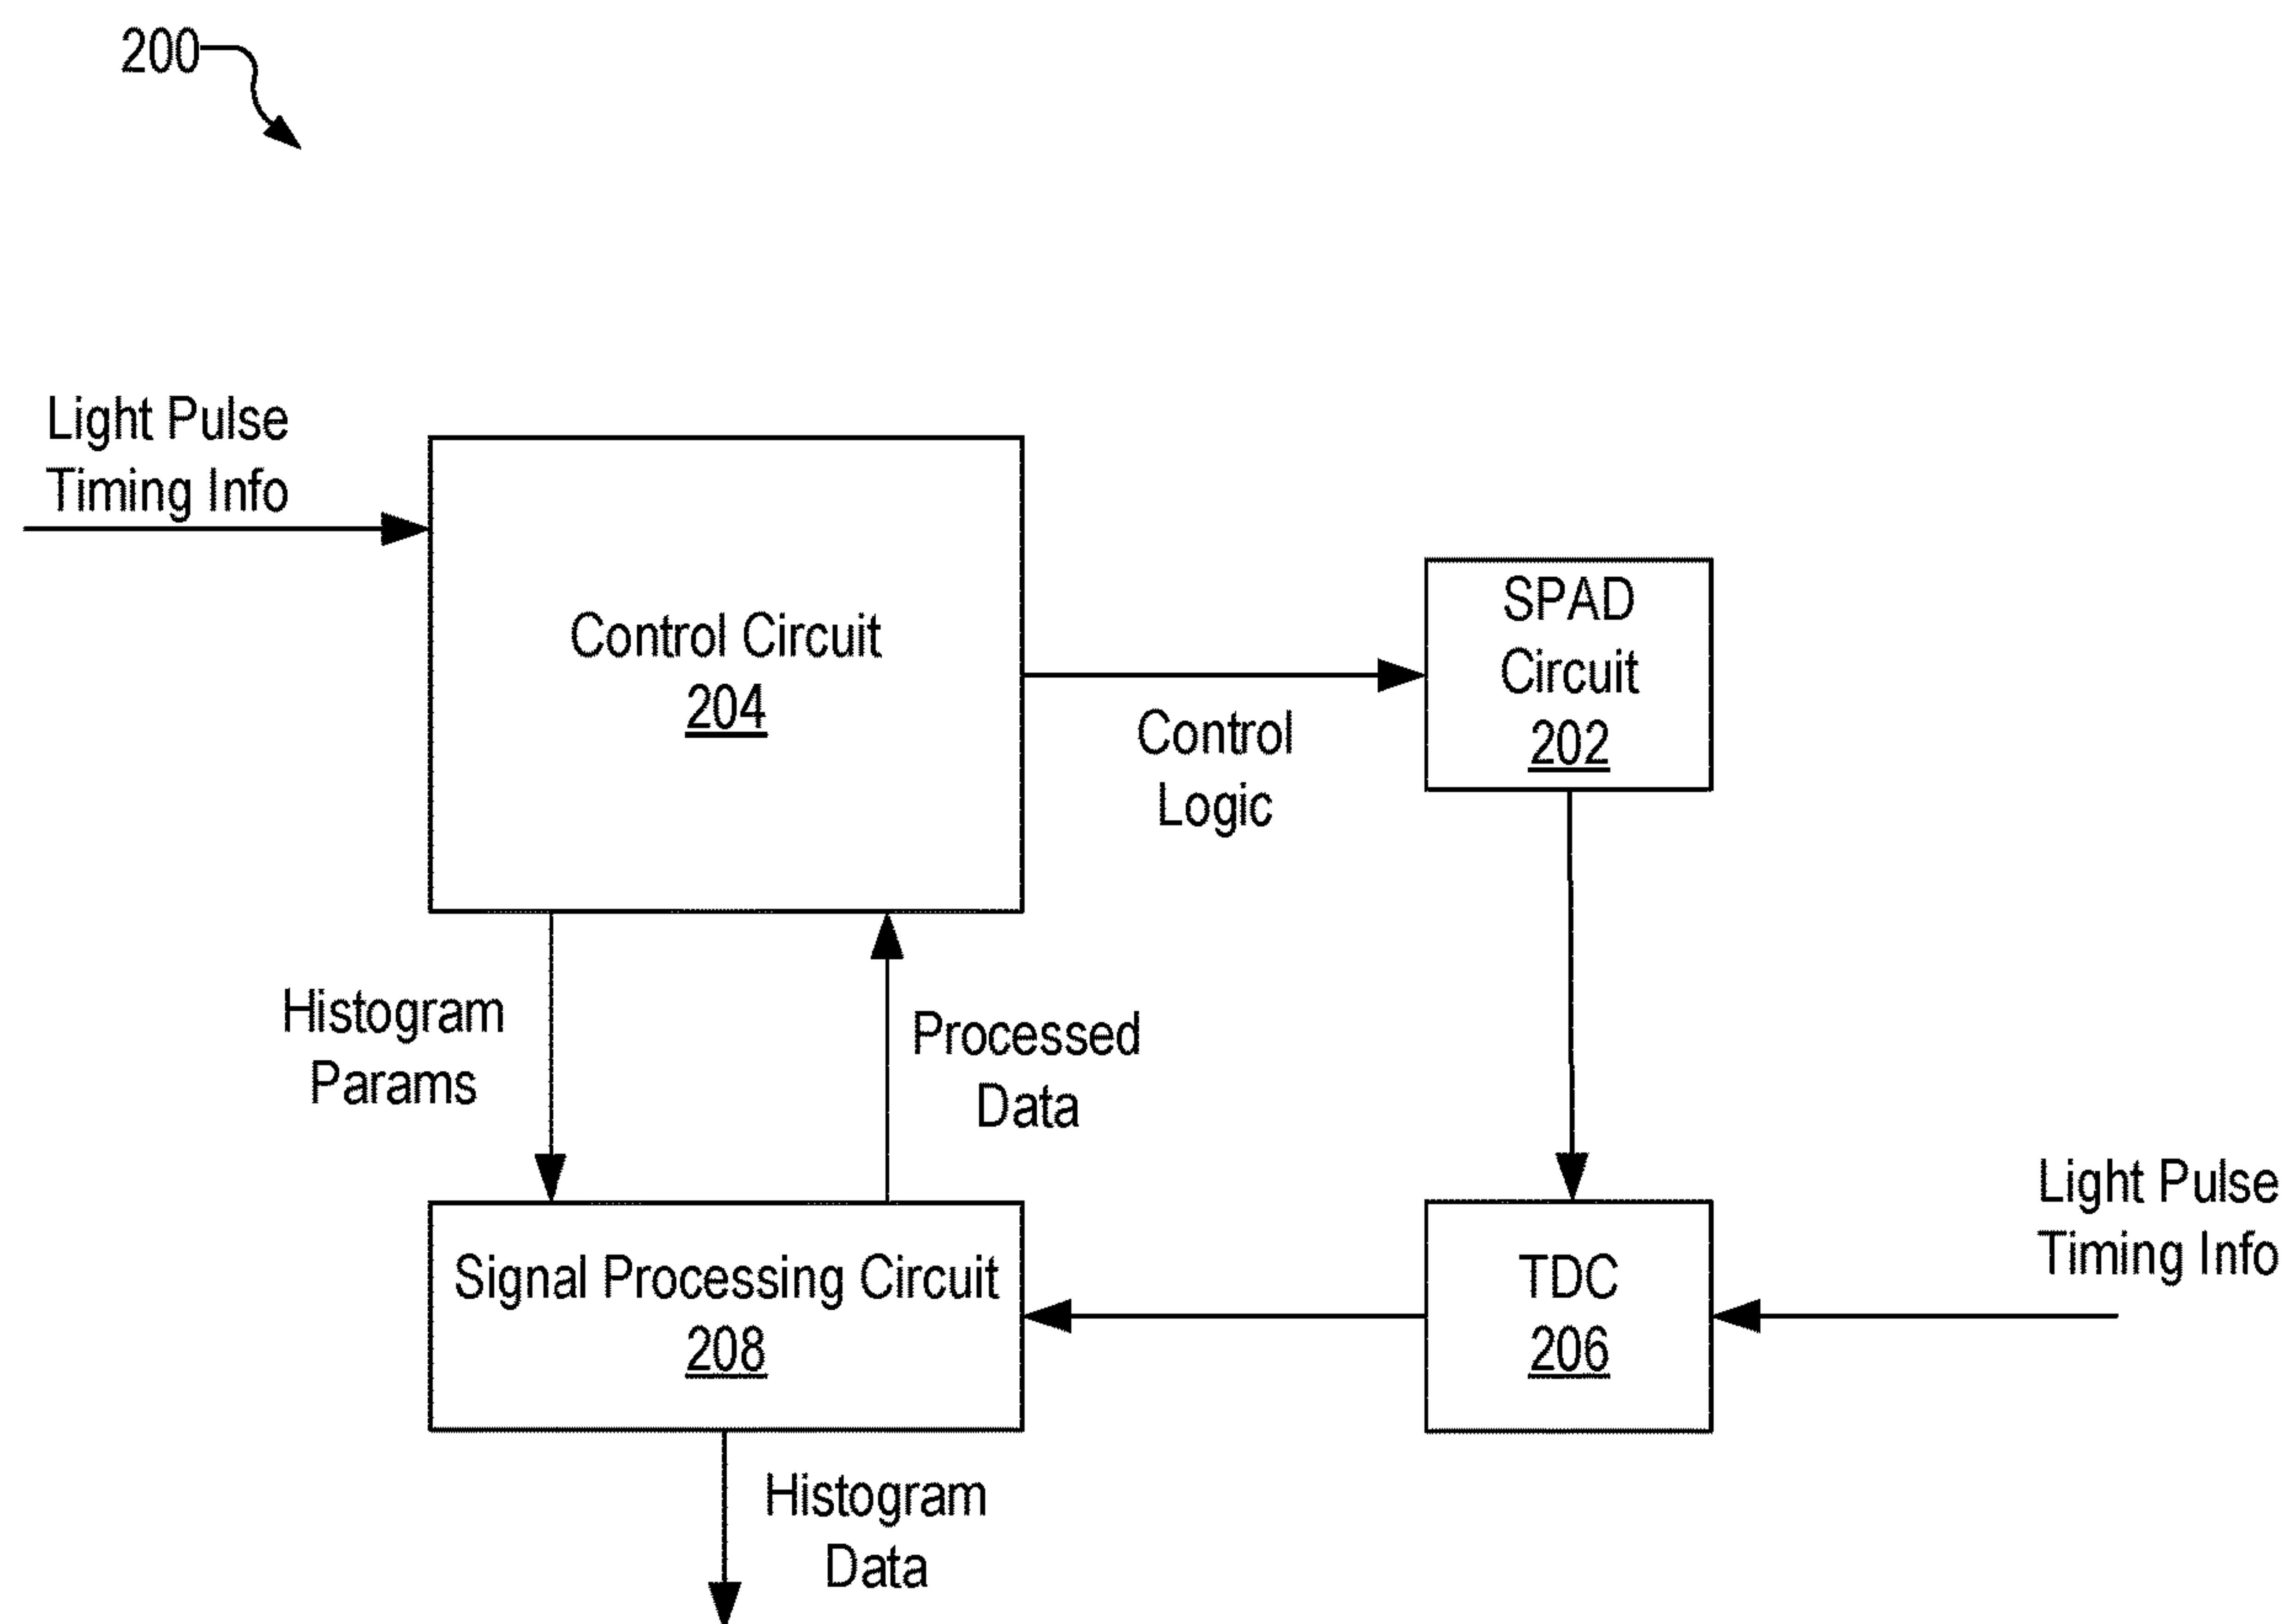 200
Light Pulse
Timing Info
Control Circuit
204
SPAD
Circuit
202
Control
Logic
Histogram
Params
Processed
Data
Light Pulse
Timing Info
Signal Processing Circuit
208
TDC
206
Histogram
Data